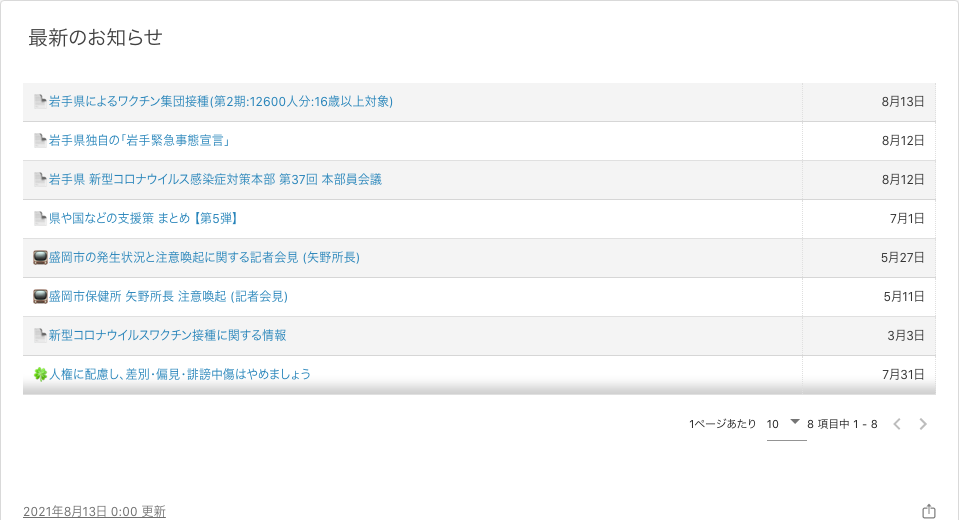 最新のお知らせ
岩手県によるワクチン集団接種(第2期:12600人分:16歳以上対象) 8月13日
岩手県独自の「岩手緊急事態宣言」 8月12日
岩手県 新型コロナウイルス感染症対策本部 第37回 本部員会議 8月12日
県や国などの支援策 まとめ【第5弾】 7月1日
盛岡市の発生状況と注意喚起に関する記者会見 (矢野所長) 5月27日
盛岡市保健所 矢野所長 注意喚起 (記者会見) 5月11日
新型コロナウイルスワクチン接種に関する情報 3月3日
人権に配慮し、差別・偏見・誹謗中傷はやめましょう 7月31日
1ページあたり 10 8 項目中 1 - 8
2021年8月13日 0:00 更新